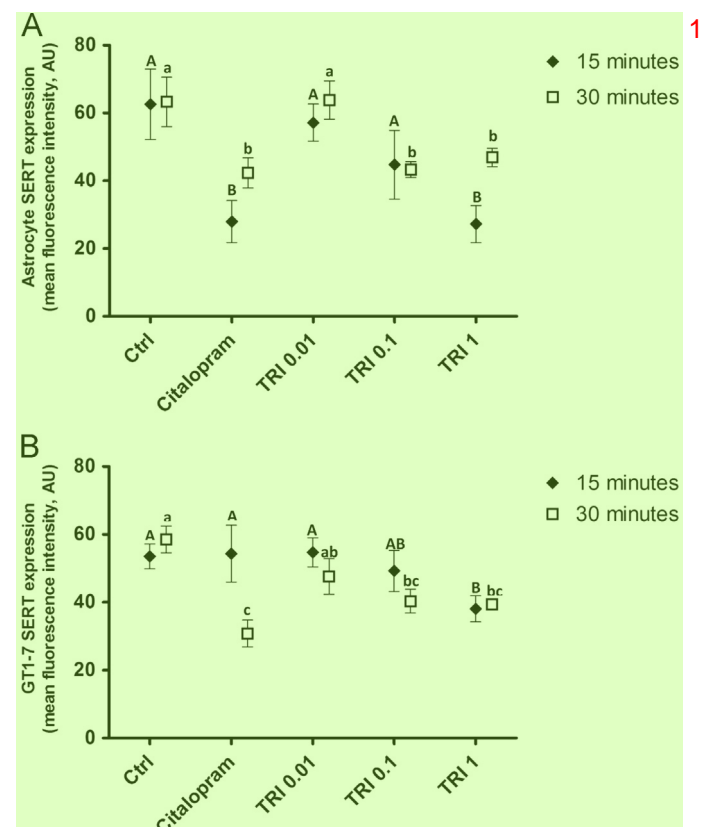 A
1
80
60
40
20
0
Astrocyte SERT expression
(mean fluorescence intensity, AU)
A a
B b
A a
A b
B b
Ctrl
Citalopram
TRI 0.01
TRI 0.1
TRI 1
15 minutes
30 minutes
B
80
60
40
20
0
GT1-7 SERT expression
(mean fluorescence intensity, AU)
A a
A c
A ab
AB bc
B bc
Ctrl
Citalopram
TRI 0.01
TRI 0.1
TRI 1
15 minutes
30 minutes